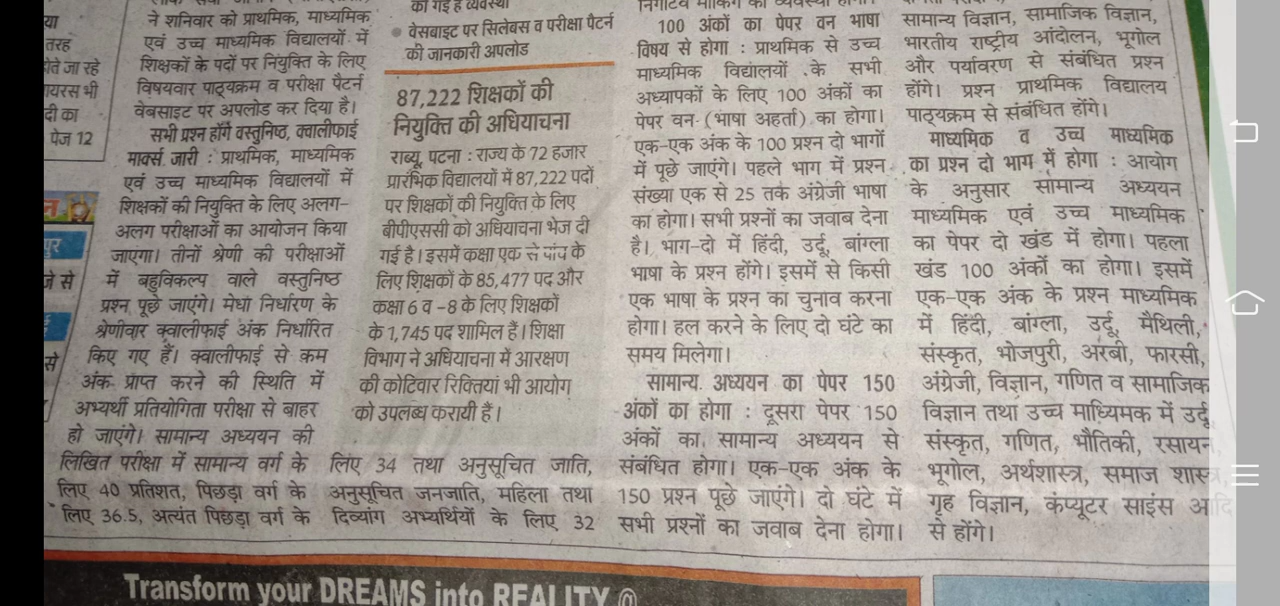 या
तरह
ोते जा रहे
ायरस भी
दी का
पेज 12
न
पुर
जे से
से
ने शनिवार को प्राथमिक, माध्यमिक
एवं उच्च माध्यमिक विद्यालयों में
शिक्षकों के पदों पर नियुक्ति के लिए
विषयवार पाठ्यक्रम व परीक्षा पैटर्न
वेबसाइट पर अपलोड कर दिया है।
सभी प्रश्न होंगे वस्तुनिष्ठ, क्वालीफाई
मार्क्स जारी : प्राथमिक, माध्यमिक
एवं उच्च माध्यमिक विद्यालयों में
शिक्षकों की नियुक्ति के लिए अलग-
अलग परीक्षाओं का आयोजन किया
जाएगा। तीनों श्रेणी की परीक्षाओं
में बहुविकल्प वाले वस्तुनिष्ठ
प्रश्न पूछे जाएंगे। मेधा निर्धारण के
श्रेणीवार क्वालीफाई अंक निर्धारित
किए गए हैं। क्वालीफाई से कम
अंक प्राप्त करने की स्थिति में
अभ्यर्थी प्रतियोगिता परीक्षा से बाहर
हो जाएंगे। सामान्य अध्ययन की
लिखित परीक्षा में सामान्य वर्ग के
लिए 40 प्रतिशत, पिछड़ा वर्ग के
लिए 36.5, अत्यंत पिछड़ा वर्ग के
की गई है व्यवस्था
वेबसाइट पर सिलेबस व परीक्षा पैटर्न
की जानकारी अपलोड
87,222 शिक्षकों की
नियुक्ति की अधियाचना
राब्यू, पटना : राज्य के 72 हजार
प्रारंभिक विद्यालयों में 87,222 पदों
पर शिक्षकों की नियुक्ति के लिए
बीपीएससी को अधियाचना भेज दी
गई है। इसमें कक्षा एक से पांच के
लिए शिक्षकों के 85,477 पद और
कक्षा 6 व -8 के लिए शिक्षकों
के 1,745 पद शामिल हैं। शिक्षा
विभाग ने अधियाचना में आरक्षण
की कोटिवार रिक्तियां भी आयोग
को उपलब्ध करायी है।
लिए 34 तथा अनुसूचित जाति,
अनुसूचित जनजाति, महिला तथा
दिव्यांग अभ्यर्थियों के लिए 32
निगेटिव मार्किंग की व्यवस्था होगी।
100 अंकों का पेपर वन भाषा
विषय से होगा : प्राथमिक से उच्च
माध्यमिक विद्यालयों के सभी
अध्यापकों के लिए 100 अंकों का
पेपर वन (भाषा अहर्ता) का होगा।
एक-एक अंक के 100 प्रश्न दो भागों
में पूछे जाएंगे। पहले भाग में प्रश्न
संख्या एक से 25 तक अंग्रेजी भाषा
का होगा। सभी प्रश्नों का जवाब देना
है। भाग-दो में हिंदी, उर्दू, बांग्ला
भाषा के प्रश्न होंगे। इसमें से किसी
एक भाषा के प्रश्न का चुनाव करना
होगा। हल करने के लिए दो घंटे का
समय मिलेगा।
सामान्य अध्ययन का पेपर 150
अंकों का होगा : दूसरा पेपर 150
अंकों का सामान्य अध्ययन से
संबंधित होगा। एक-एक अंक के
150 प्रश्न पूछे जाएंगे। दो घंटे में
सभी प्रश्नों का जवाब देना होगा।
सामान्य विज्ञान, सामाजिक विज्ञान,
भारतीय राष्ट्रीय आंदोलन, भूगोल
और पर्यावरण से संबंधित प्रश्न
होंगे। प्रश्न प्राथमिक विद्यालय
पाठ्यक्रम से संबंधित होंगे।
माध्यमिक व उच्च माध्यमिक
का प्रश्न दो भाग में होगा : आयोग
के अनुसार सामान्य अध्ययन
माध्यमिक एवं उच्च माध्यमिक
का पेपर दो खंड में होगा। पहला
खंड 100 अंकों का होगा। इसमें
एक-एक अंक के प्रश्न माध्यमिक
में हिंदी, बांग्ला, उर्दू, मैथिली,
संस्कृत, भोजपुरी, अरबी, फारसी,
अंग्रेजी, विज्ञान, गणित व सामाजिक
विज्ञान तथा उच्च माध्यिमक में उर्दू,
संस्कृत, गणित, भौतिकी, रसायन,
भूगोल, अर्थशास्त्र, समाज शास्त्र,
गृह विज्ञान, कंप्यूटर साइंस आदि
से होंगे।
Transform your DREAMS into REALITY @